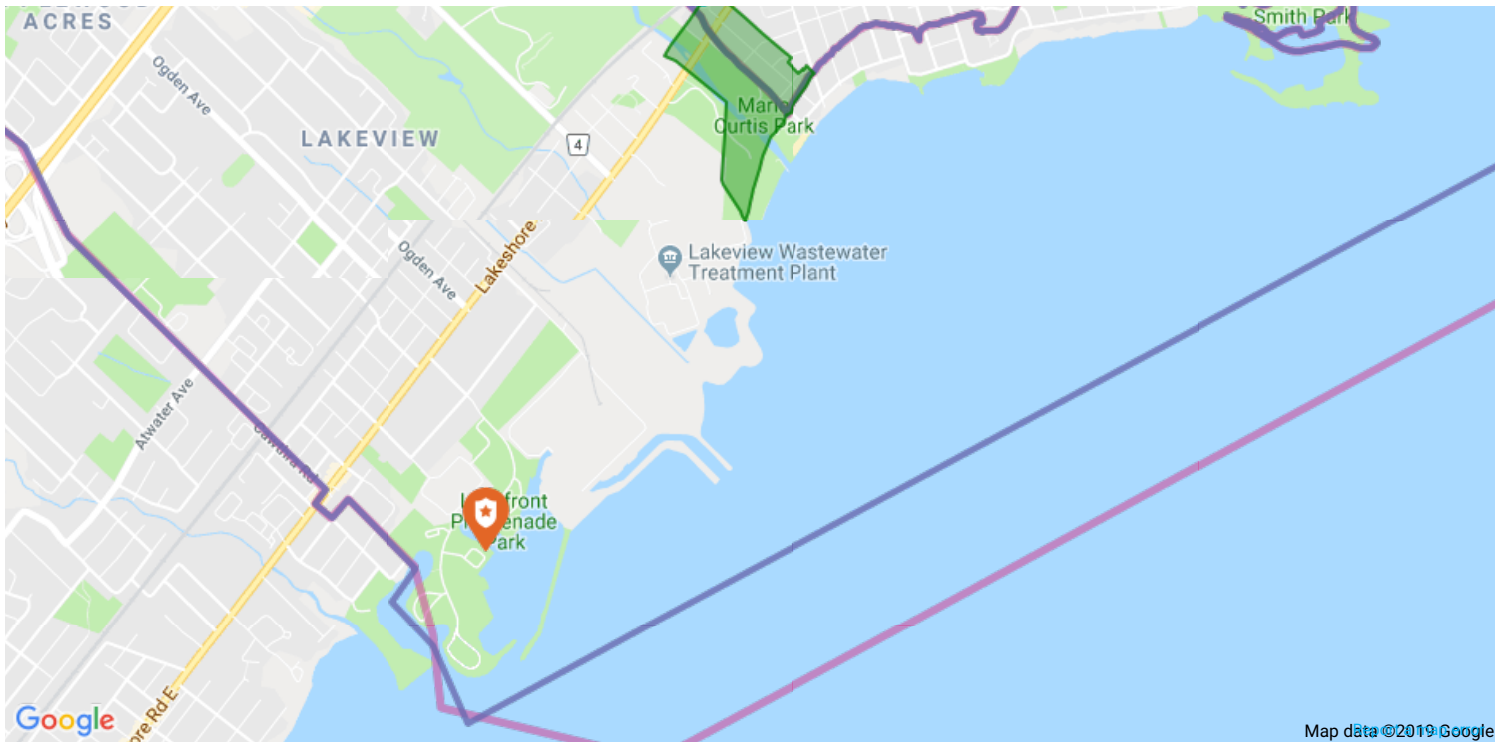 ACRES
Smith Park
Ogden Ave
LAKEVIEW
4
Marie
Curtis Park
Lakeshore
Ogden Ave
Lakeview Wastewater
Treatment Plant
Atwater Ave
Cawthra Rd
front
Park
ore Rd E
Google
Map data ©2019 Google